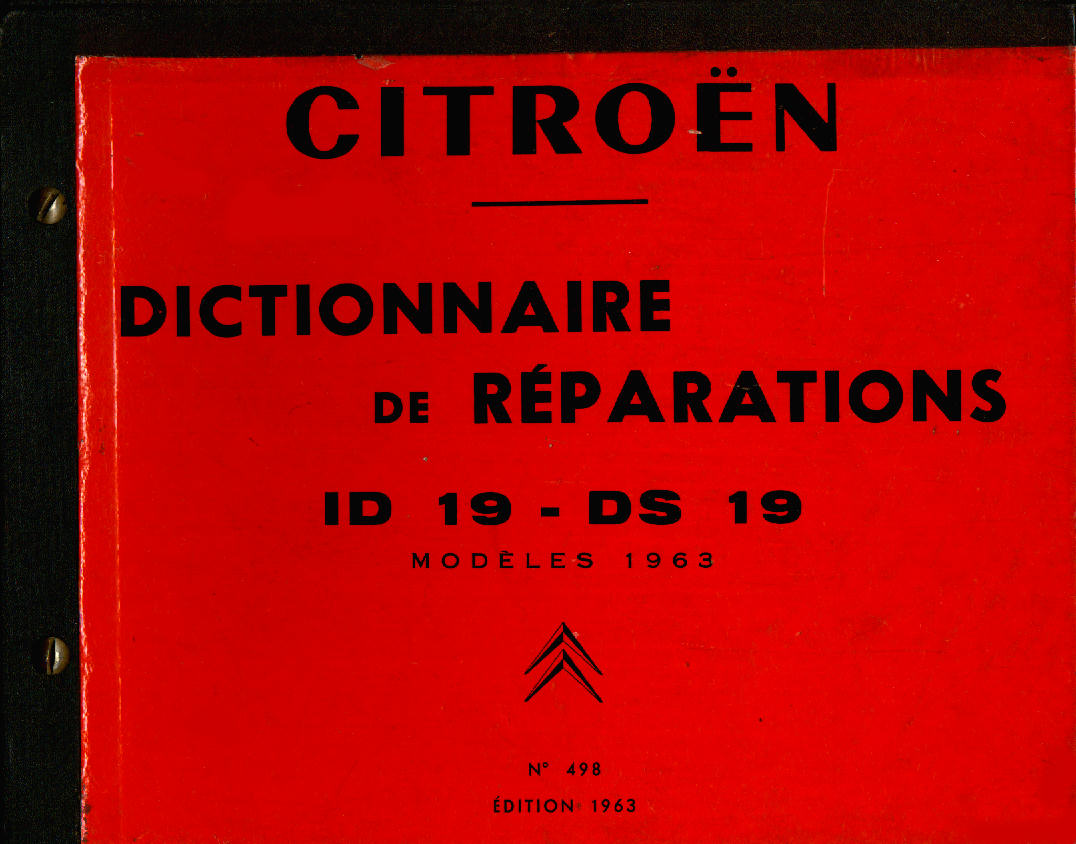 CITROËN
DICTIONNAIRE
DE RÉPARATIONS
ID 19 - DS 19
MODÈLES 1963
N° 498
ÉDITION 1963